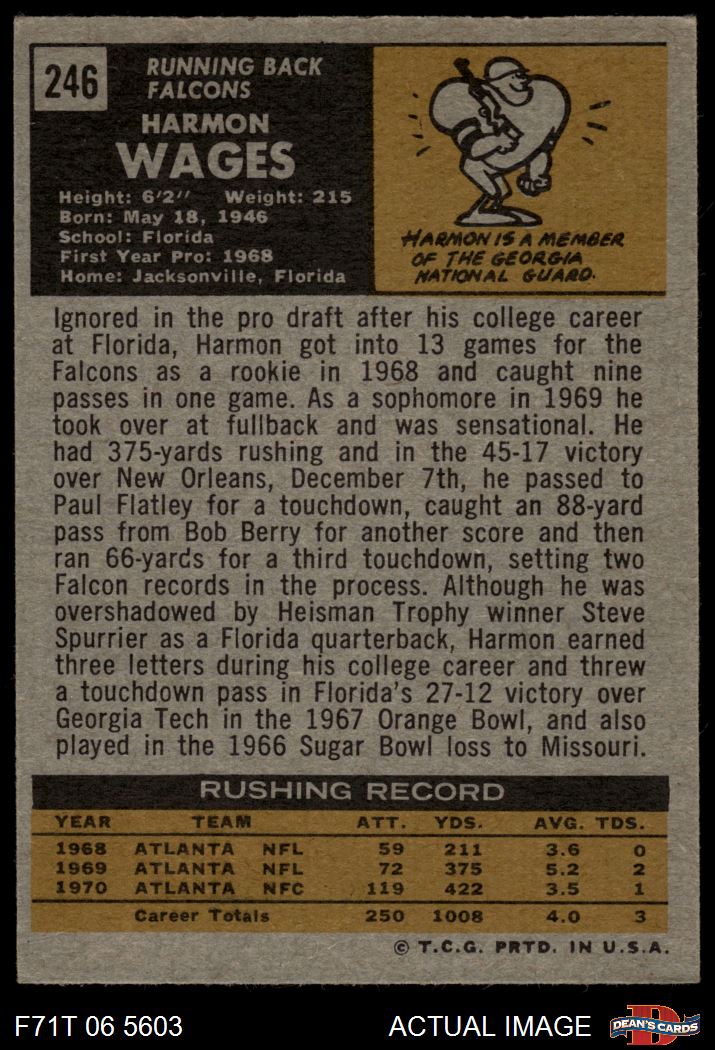 246
RUNNING BACK
FALCONS
HARMON
WAGES
Height: 6'2" Weight: 215
Born: May 18, 1946
School: Florida
First Year Pro: 1968
Home: Jacksonville, Florida
HARMON IS A MEMBER
OF THE GEORGIA
NATIONAL GUARD.
Ignored in the pro draft after his college career
at Florida, Harmon got into 13 games for the
Falcons as a rookie in 1968 and caught nine
passes in one game. As a sophomore in 1969 he
took over at fullback and was sensational. He
had 375-yards rushing and in the 45-17 victory
over New Orleans, December 7th, he passed to
Paul Flatley for a touchdown, caught an 88-yard
pass from Bob Berry for another score and then
ran 66-yards for a third touchdown, setting two
Falcon records in the process. Although he was
overshadowed by Heisman Trophy winner Steve
Spurrier as a Florida quarterback, Harmon earned
three letters during his college career and threw
a touchdown pass in Florida's 27-12 victory over
Georgia Tech in the 1967 Orange Bowl, and also
played in the 1966 Sugar Bowl loss to Missouri.
RUSHING RECORD
YEAR TEAM ATT. YDS. AVG. TDS.
1968 ATLANTA NFL 59 211 3.6 0
1969 ATLANTA NFL 72 375 5.2 2
1970 ATLANTA NFC 119 422 3.5 1
Career Totals 250 1008 4.0 3
© T.C.G. PRTD. IN U.S.A.
F71T 06 5603 ACTUAL IMAGE D DEAN'S CARDS